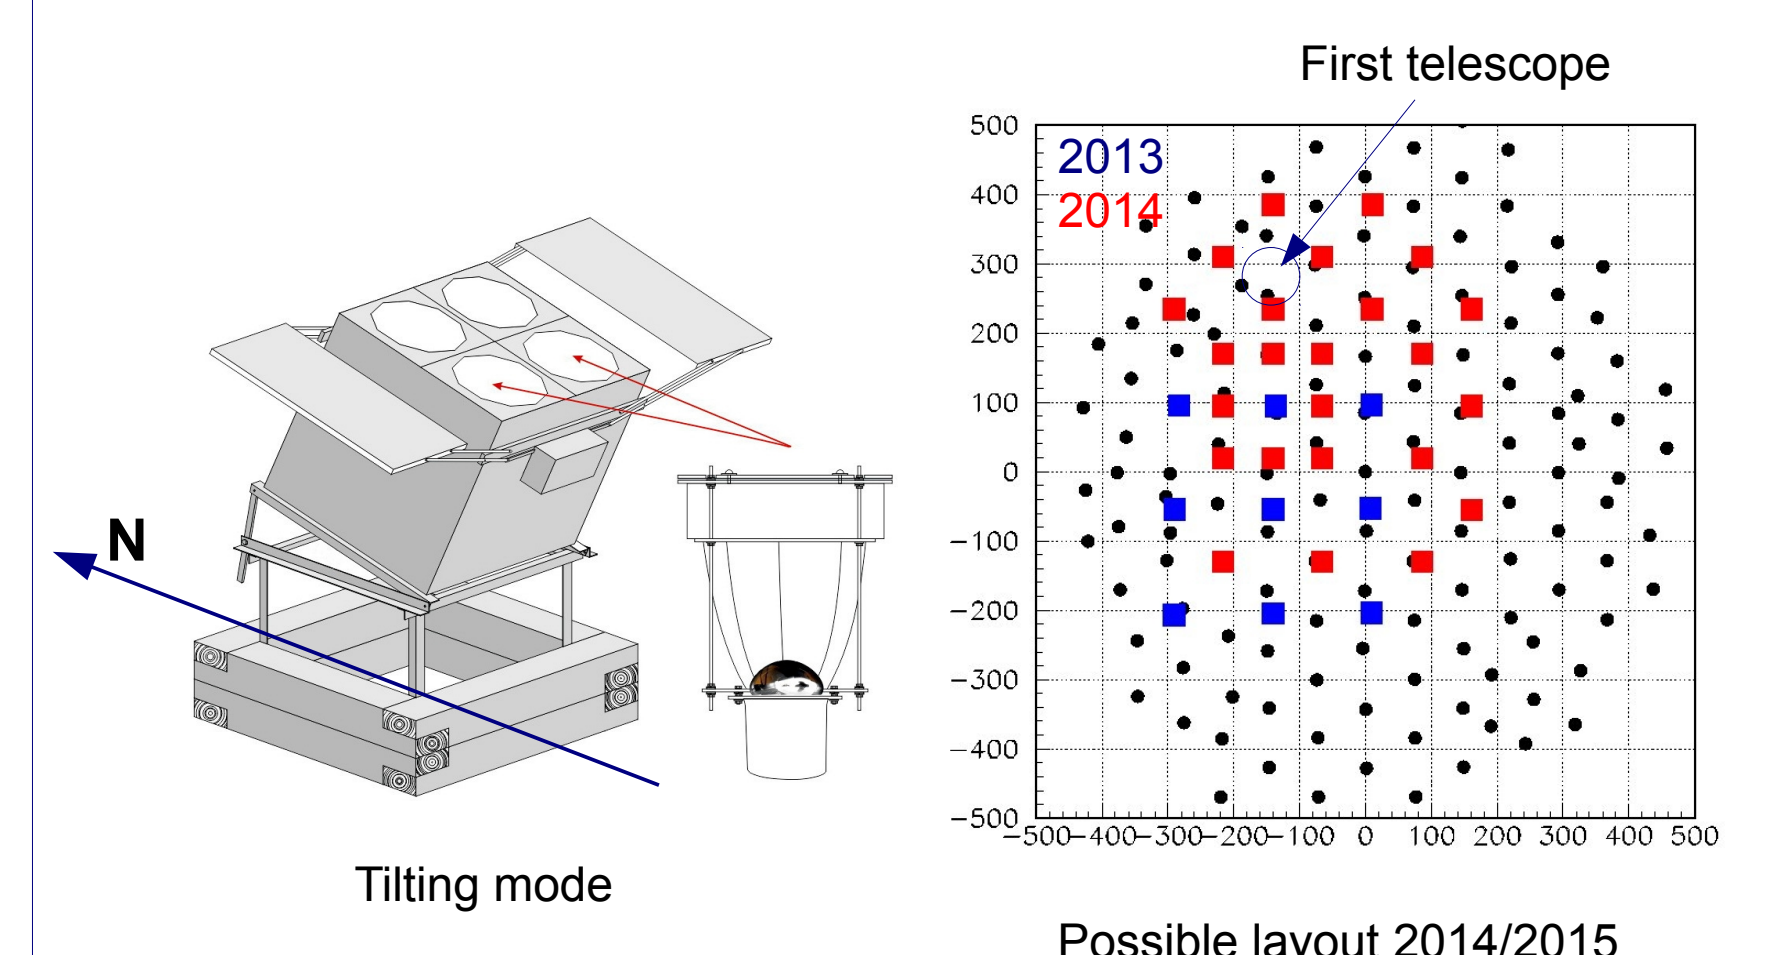 First telescope
500
2013
400
2014
300
200
100
0
−100
−200
−300
−400
−500
−500 −400 −300 −200 −100 0 100 200 300 400 500
N
Tilting mode
Possible layout 2014/2015